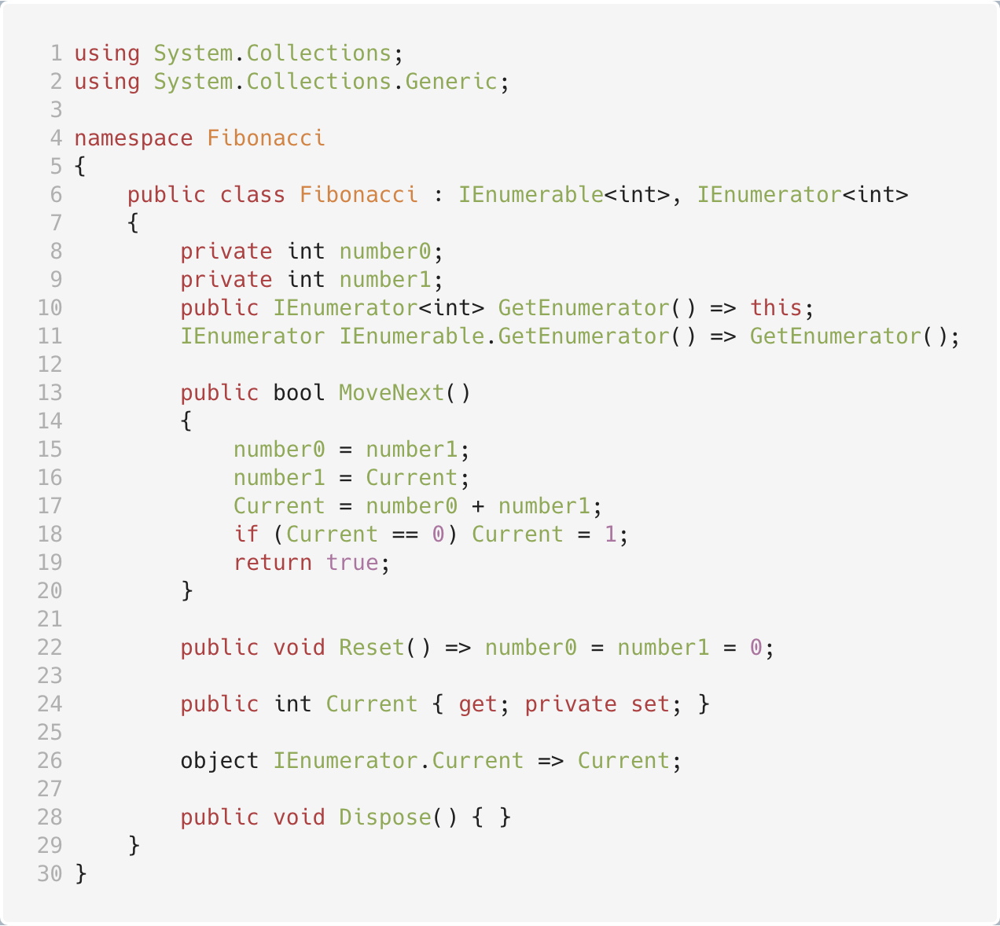 1 using System.Collections;
2 using System.Collections.Generic;
3
4 namespace Fibonacci
5 {
6     public class Fibonacci : IEnumerable<int>, IEnumerator<int>
7     {
8         private int number0;
9         private int number1;
10         public IEnumerator<int> GetEnumerator() => this;
11         IEnumerator IEnumerable.GetEnumerator() => GetEnumerator();
12
13         public bool MoveNext()
14         {
15             number0 = number1;
16             number1 = Current;
17             Current = number0 + number1;
18             if (Current == 0) Current = 1;
19             return true;
20         }
21
22         public void Reset() => number0 = number1 = 0;
23
24         public int Current { get; private set; }
25
26         object IEnumerator.Current => Current;
27
28         public void Dispose() { }
29     }
30 }